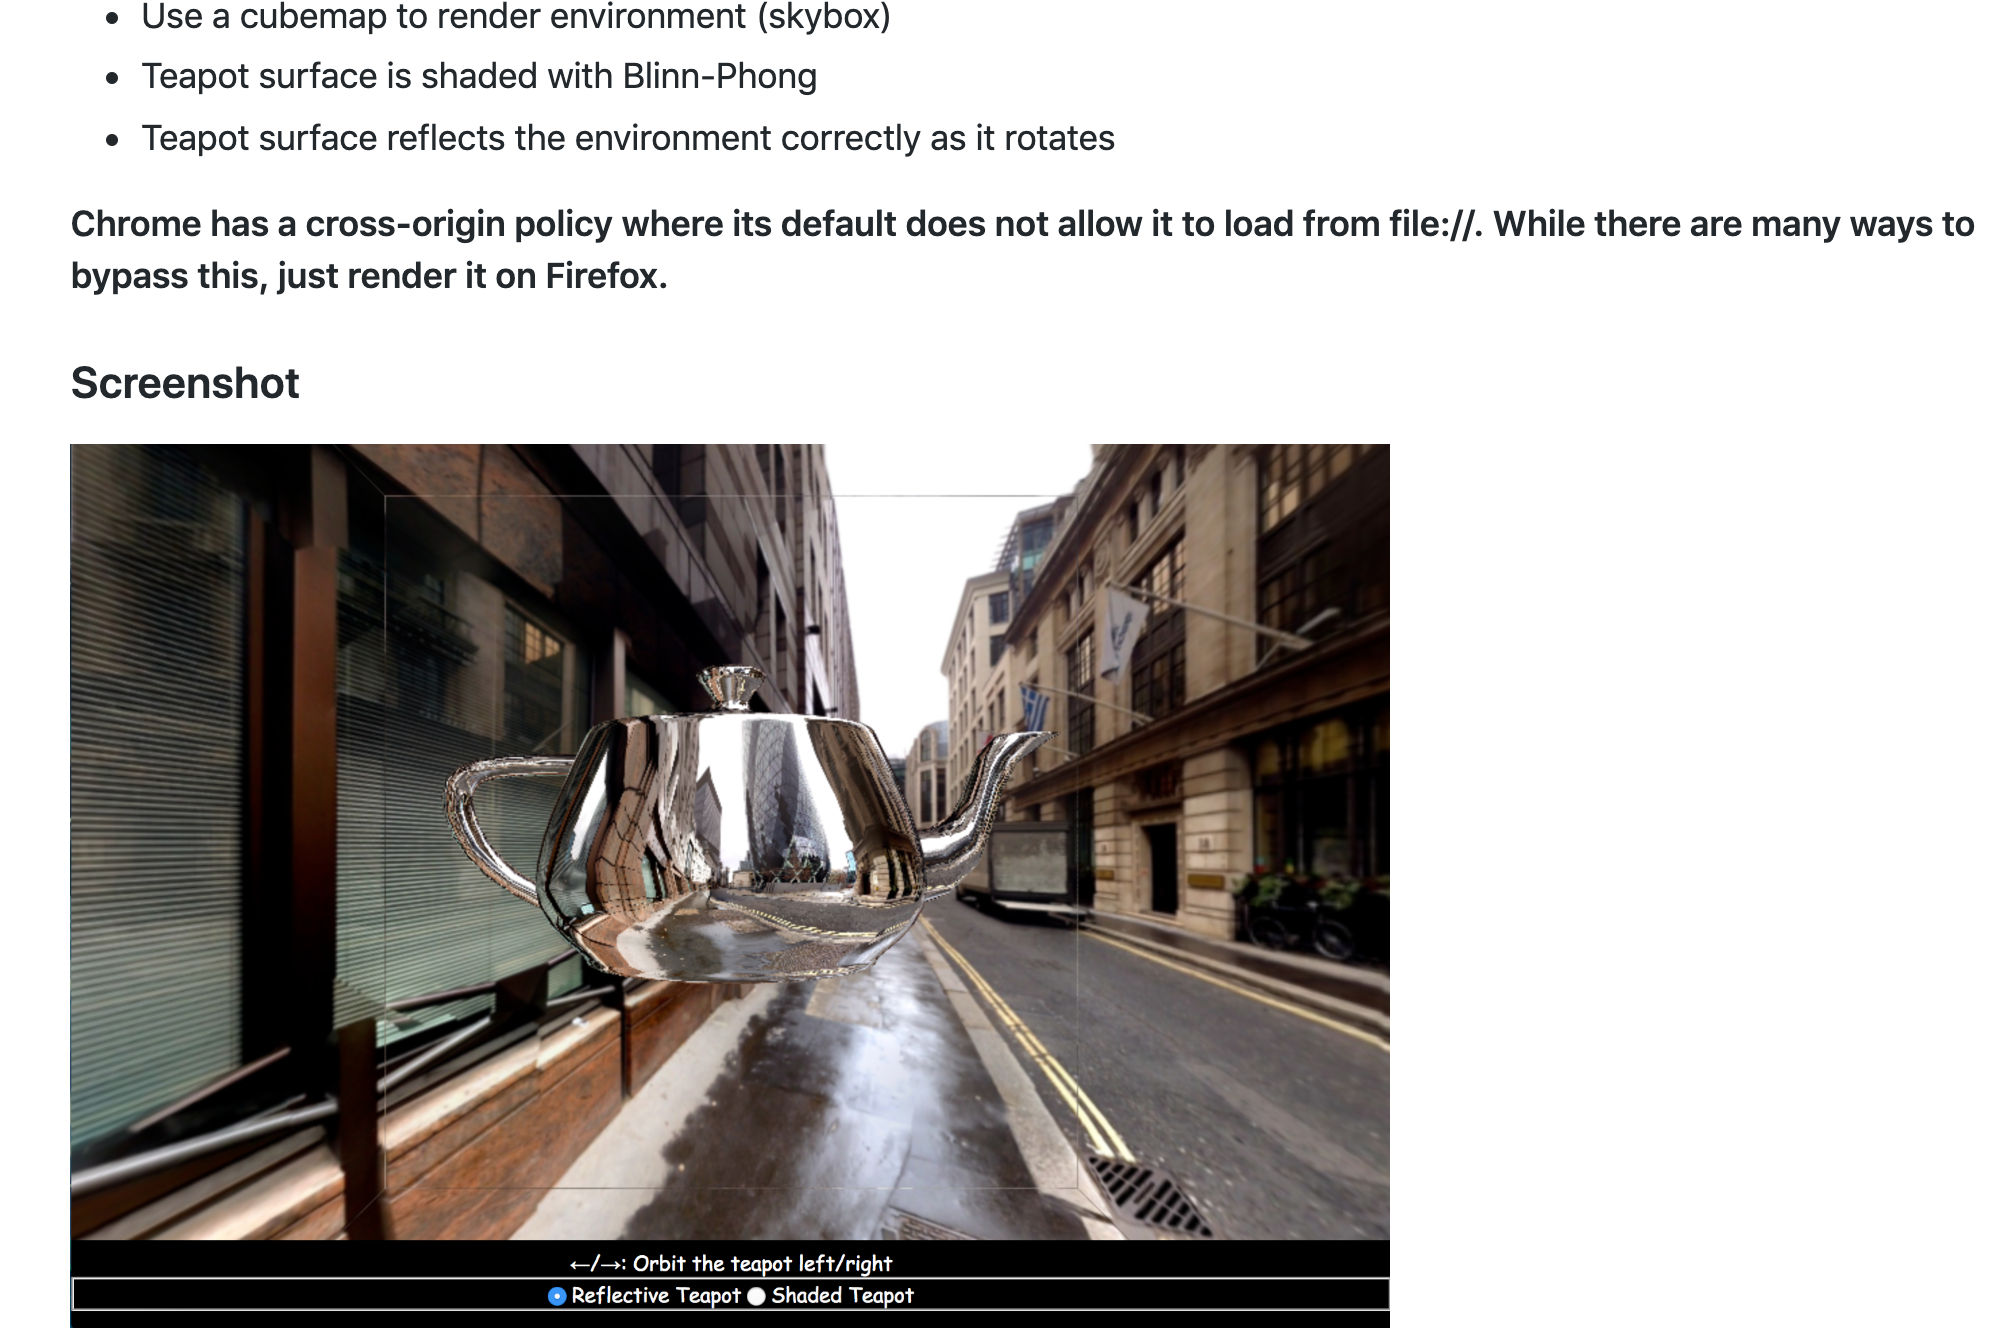 Use a cubemap to render environment (skybox)
Teapot surface is shaded with Blinn-Phong
Teapot surface reflects the environment correctly as it rotates
Chrome has a cross-origin policy where its default does not allow it to load from file://. While there are many ways to
bypass this, just render it on Firefox.
Screenshot
←/→: Orbit the teapot left/right
Reflective Teapot Shaded Teapot